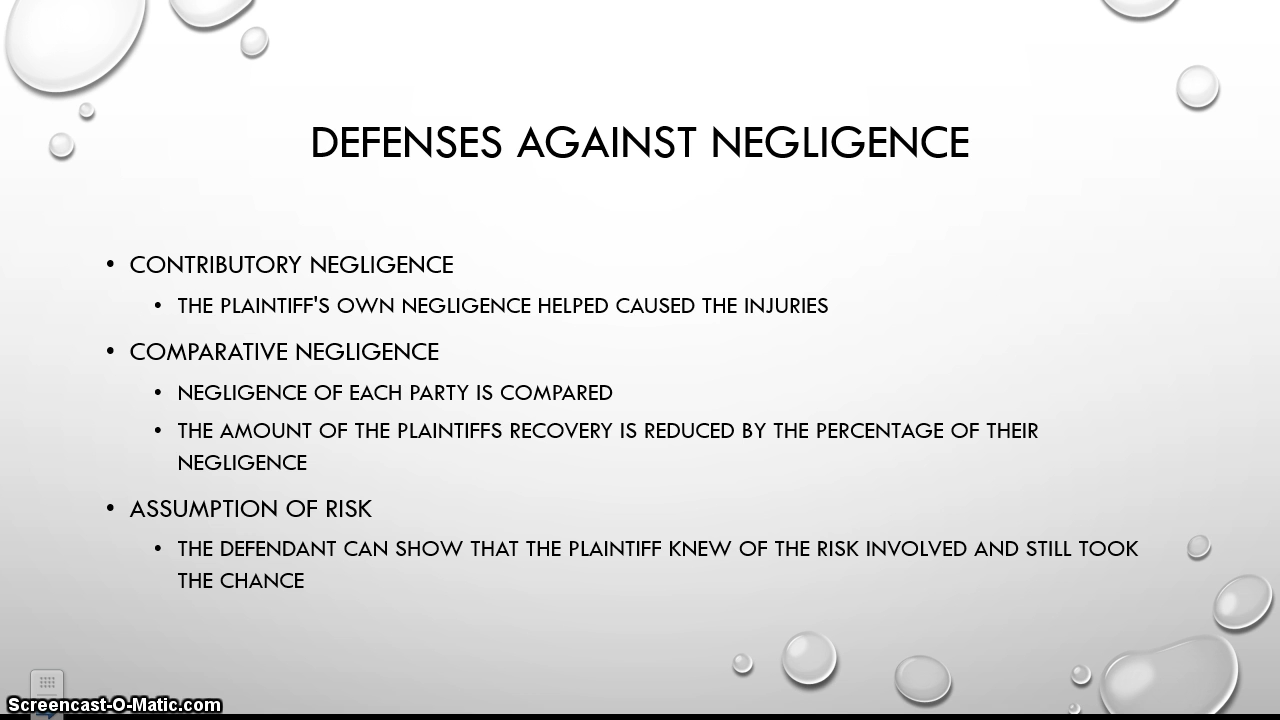 DEFENSES AGAINST NEGLIGENCE
• CONTRIBUTORY NEGLIGENCE
• THE PLAINTIFF'S OWN NEGLIGENCE HELPED CAUSED THE INJURIES
• COMPARATIVE NEGLIGENCE
• NEGLIGENCE OF EACH PARTY IS COMPARED
• THE AMOUNT OF THE PLAINTIFFS RECOVERY IS REDUCED BY THE PERCENTAGE OF THEIR
NEGLIGENCE
• ASSUMPTION OF RISK
• THE DEFENDANT CAN SHOW THAT THE PLAINTIFF KNEW OF THE RISK INVOLVED AND STILL TOOK
THE CHANCE
Screencast-O-Matic.com